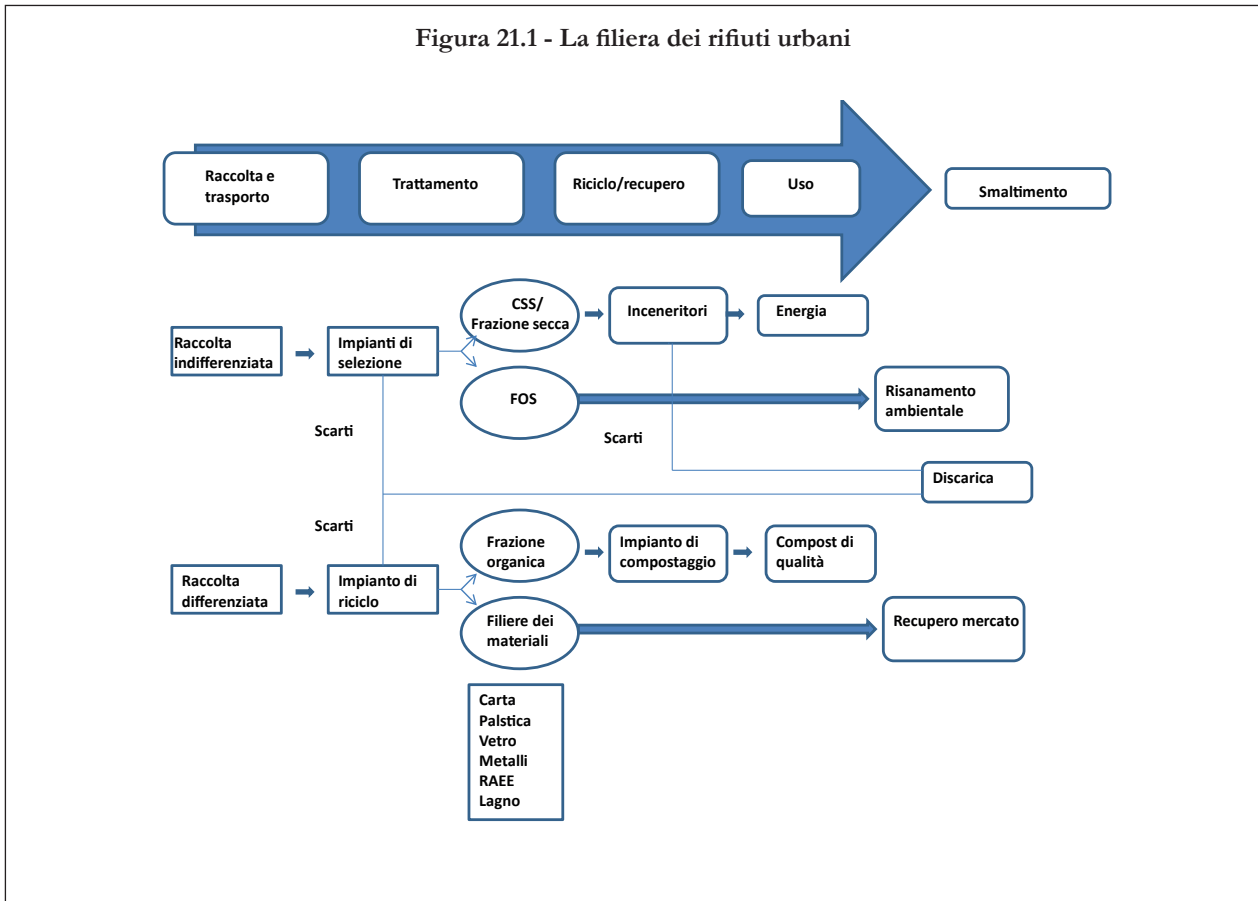 Figura 21.1 - La filiera dei rifiuti urbani
Raccolta e
trasporto
Trattamento
Riciclo/recupero
Uso
Smaltimento
CSS/
Frazione secca
Inceneritori
Energia
Raccolta
indifferenziata
Impianti di
selezione
FOS
Risanamento
ambientale
Scarti
Scarti
Discarica
Scarti
Frazione
organica
Impianto di
compostaggio
Compost di
qualità
Raccolta
differenziata
Impianto di
riciclo
Filiere dei
materiali
Recupero mercato
Carta
Palstica
Vetro
Metalli
RAEE
Lagno